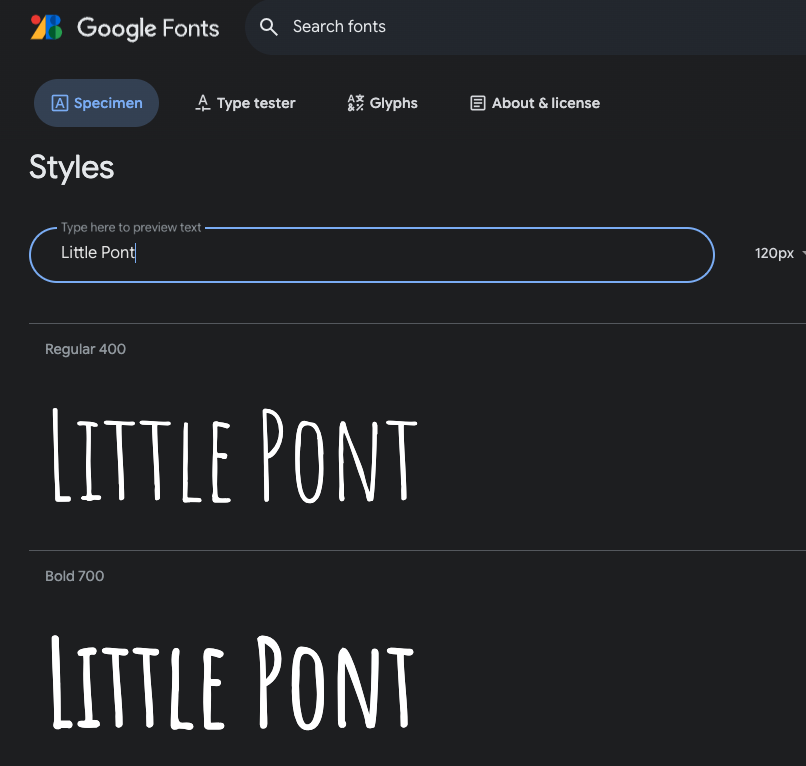 Google Fonts
Search fonts
Specimen
Type tester
Glyphs
About & license
Styles
Type here to preview text
Little Pont
120px
Regular 400
Little Pont
Bold 700
Little Pont